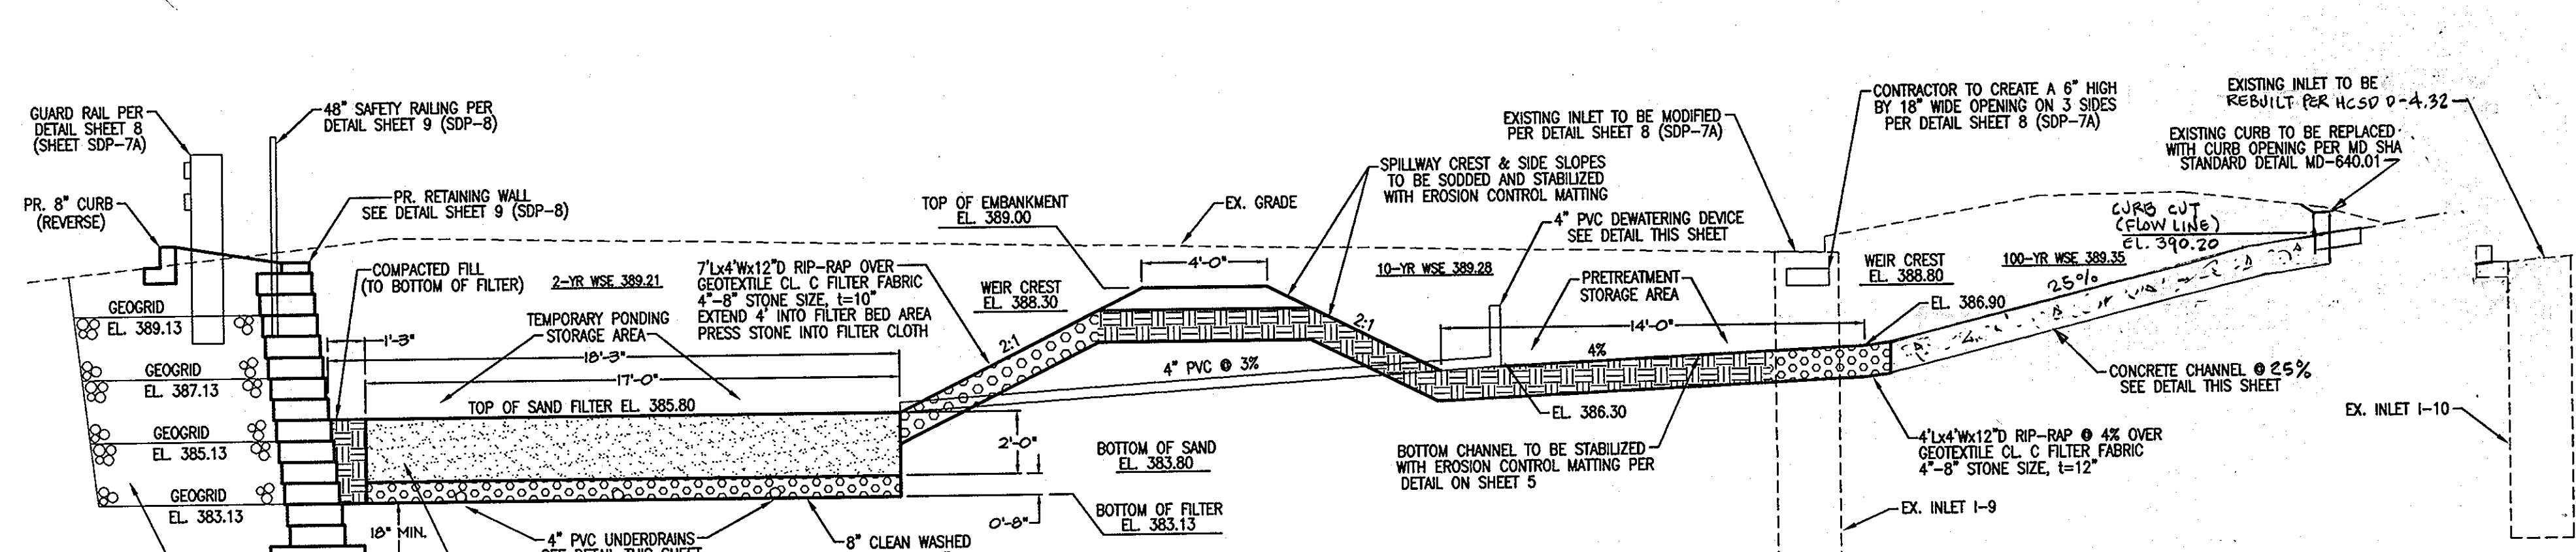 GUARD RAIL PER
DETAIL SHEET 8
(SHEET SDP-7A)
48" SAFETY RAILING PER
DETAIL SHEET 9 (SDP-8)
PR. 8" CURB
(REVERSE)
PR. RETAINING WALL
SEE DETAIL SHEET 9 (SDP-8)
COMPACTED FILL
(TO BOTTOM OF FILTER)
2-YR WSE 389.21
GEOGRID
EL. 389.13
GEOGRID
EL. 387.13
GEOGRID
EL. 385.13
GEOGRID
EL. 383.13
1'-3"
18'-3"
17'-0"
TEMPORARY PONDING
STORAGE AREA
TOP OF SAND FILTER EL. 385.80
18" MIN.
4" PVC UNDERDRAINS
SEE DETAIL THIS SHEET
8" CLEAN WASHED
7'Lx4'Wx12"D RIP-RAP OVER
GEOTEXTILE CL. C FILTER FABRIC
4"-8" STONE SIZE, t=10"
EXTEND 4' INTO FILTER BED AREA
PRESS STONE INTO FILTER CLOTH
TOP OF EMBANKMENT
EL. 389.00
WEIR CREST
EL. 388.30
4'-0"
EX. GRADE
2:1
2:1
4" PVC @ 3%
2'-0"
0'-8"
BOTTOM OF SAND
EL. 383.80
BOTTOM OF FILTER
EL. 383.13
SPILLWAY CREST & SIDE SLOPES
TO BE SODDED AND STABILIZED
WITH EROSION CONTROL MATTING
10-YR WSE 389.28
4" PVC DEWATERING DEVICE
SEE DETAIL THIS SHEET
EXISTING INLET TO BE MODIFIED
PER DETAIL SHEET 8 (SDP-7A)
PRETREATMENT
STORAGE AREA
14'-0"
4%
EL. 386.30
BOTTOM CHANNEL TO BE STABILIZED
WITH EROSION CONTROL MATTING PER
DETAIL ON SHEET 5
CONTRACTOR TO CREATE A 6" HIGH
BY 18" WIDE OPENING ON 3 SIDES
PER DETAIL SHEET 8 (SDP-7A)
WEIR CREST
EL. 388.80
EL. 386.90
100-YR WSE 389.35
25%
CURB CUT
(FLOW LINE)
EL. 390.20
EXISTING INLET TO BE
REBUILT PER HCSD D-4.32
EXISTING CURB TO BE REPLACED
WITH CURB OPENING PER MD SHA
STANDARD DETAIL MD-640.01
CONCRETE CHANNEL @ 25%
SEE DETAIL THIS SHEET
4'Lx4'Wx12"D RIP-RAP @ 4% OVER
GEOTEXTILE CL. C FILTER FABRIC
4"-8" STONE SIZE, t=12"
EX. INLET I-9
EX. INLET I-10